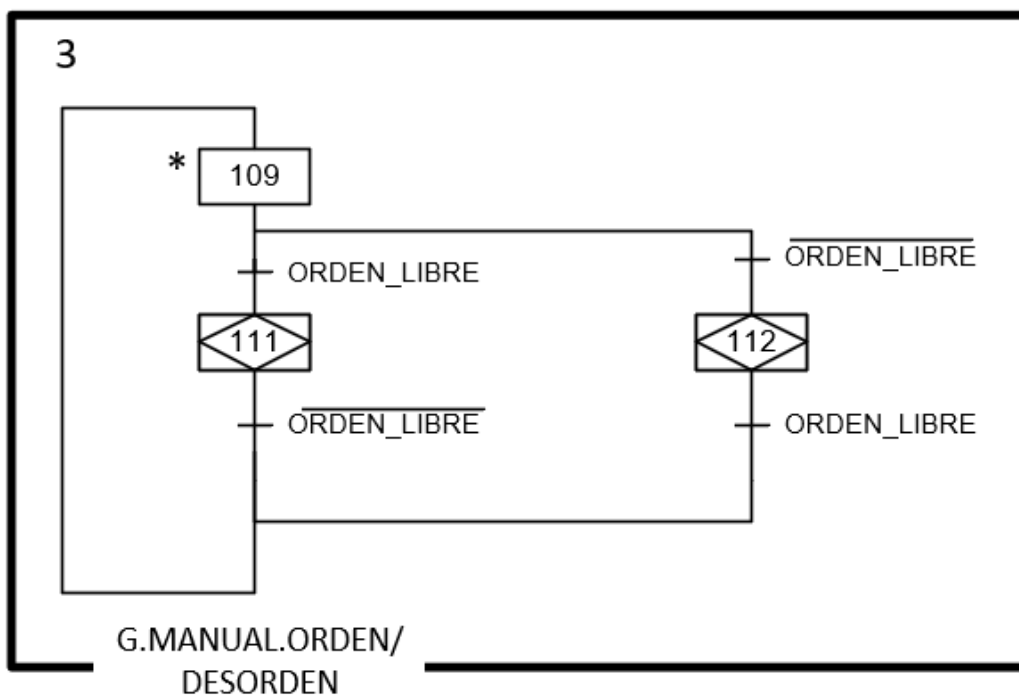 3
*
109
ORDEN_LIBRE
ORDEN_LIBRE
111
112
ORDEN_LIBRE
ORDEN_LIBRE
G.MANUAL.ORDEN/
DESORDEN